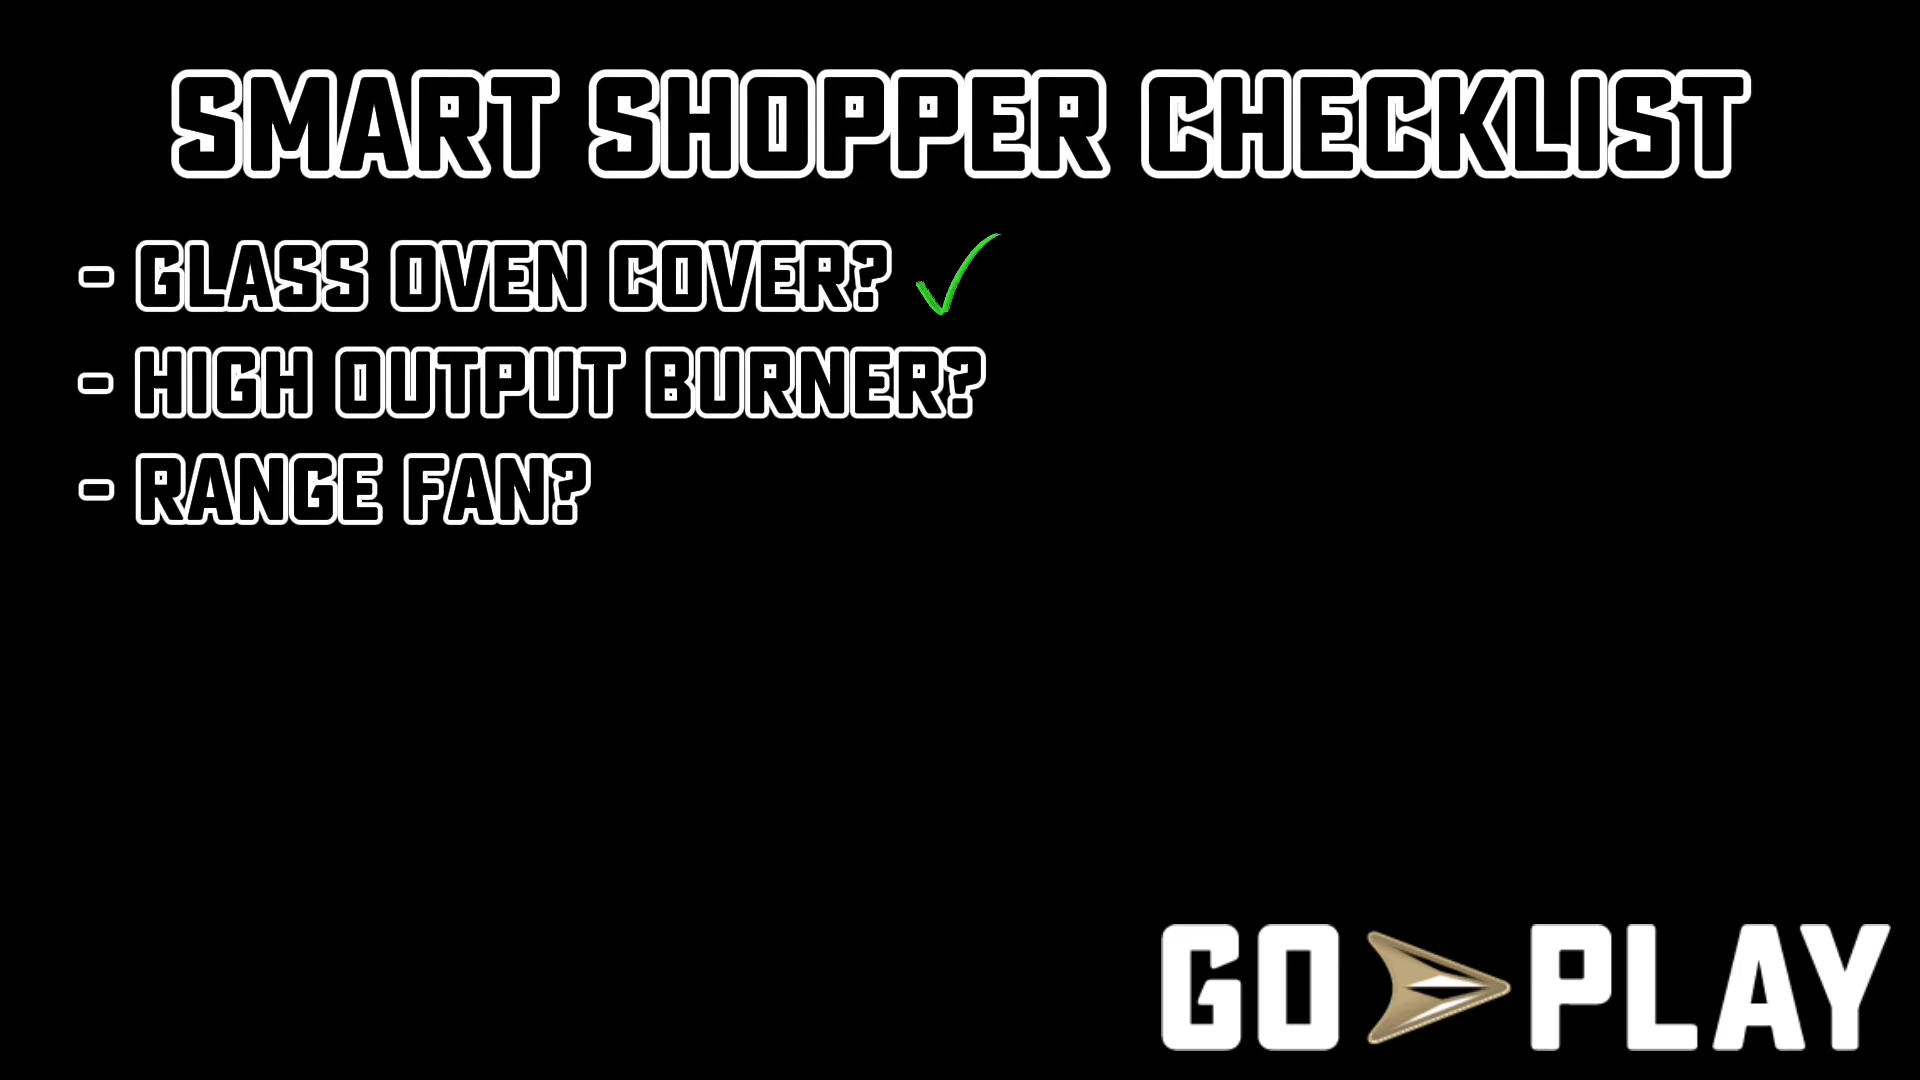 SMART SHOPPER CHECKLIST
- GLASS OVEN COVER? ✓
- HIGH OUTPUT BURNER?
- RANGE FAN?
GO PLAY